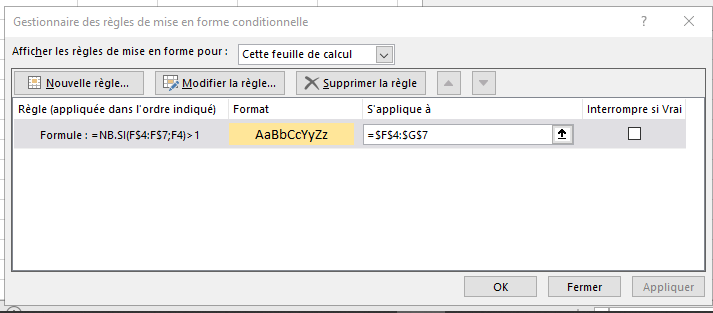 Gestionnaire des règles de mise en forme conditionnelle
Afficher les règles de mise en forme pour : Cette feuille de calcul
Nouvelle règle... Modifier la règle... Supprimer la règle
Règle (appliquée dans l'ordre indiqué) Format S'applique à Interrompre si Vrai
Formule : =NB.SI(F$4:F$7;F4)>1 AaBbCcYyZz =$F$4:$G$7
OK Fermer Appliquer